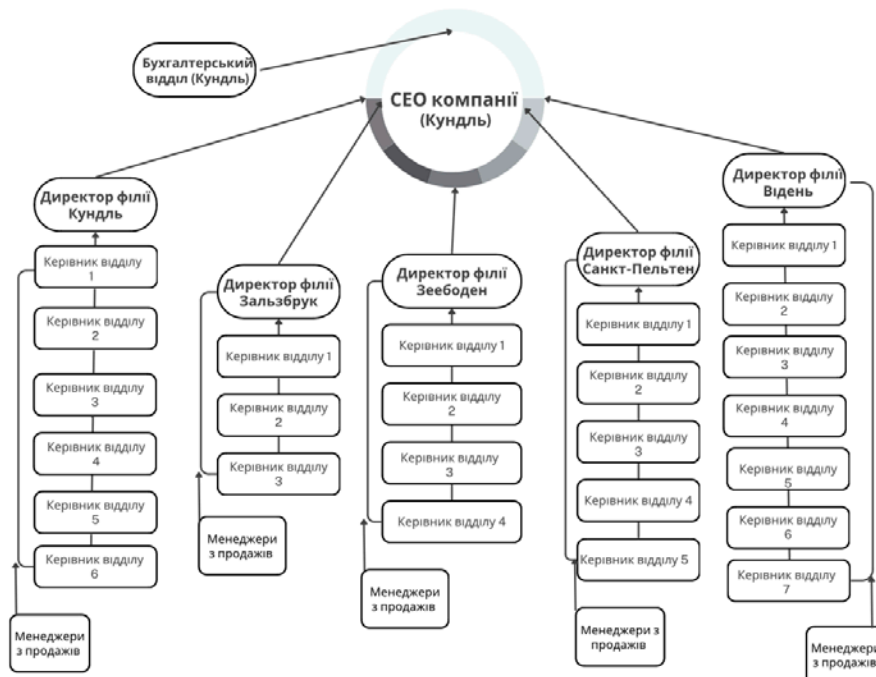 Бухгалтерський
відділ (Кундль)
CEO компанії
(Кундль)
Директор філії
Кундль
Керівник відділу
1
Керівник відділу
2
Керівник відділу
3
Керівник відділу
4
Керівник відділу
5
Керівник відділу
6
Менеджери
з продажів
Директор філії
Зальзбрук
Керівник відділу 1
Керівник відділу
2
Керівник відділу
3
Менеджери
з продажів
Директор філії
Зеебоден
Керівник відділу 1
Керівник відділу
2
Керівник відділу
3
Керівник відділу 4
Менеджери
з продажів
Директор філії
Санкт-Пельтен
Керівник відділу 1
Керівник відділу
2
Керівник відділу
3
Керівник відділу 4
Керівник відділу 5
Менеджери з
продажів
Директор філії
Відень
Керівник відділу 1
Керівник відділу
2
Керівник відділу
3
Керівник відділу
4
Керівник відділу
5
Керівник відділу
6
Керівник відділу
7
Менеджери
з продажів